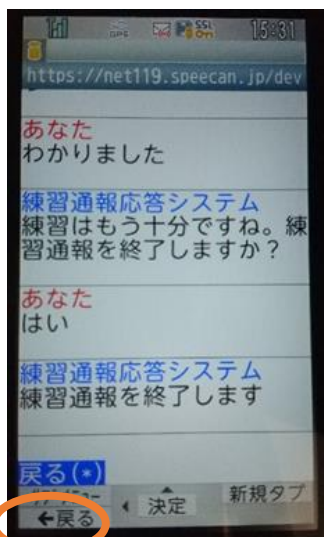 GPS SSL On 15:31
https://net119.speecan.jp/dev
あなた
わかりました
練習通報応答システム
練習はもう十分ですね。練
習通報を終了しますか？
あなた
はい
練習通報応答システム
練習通報を終了します
戻る(*)
決定 新規タブ
←戻る